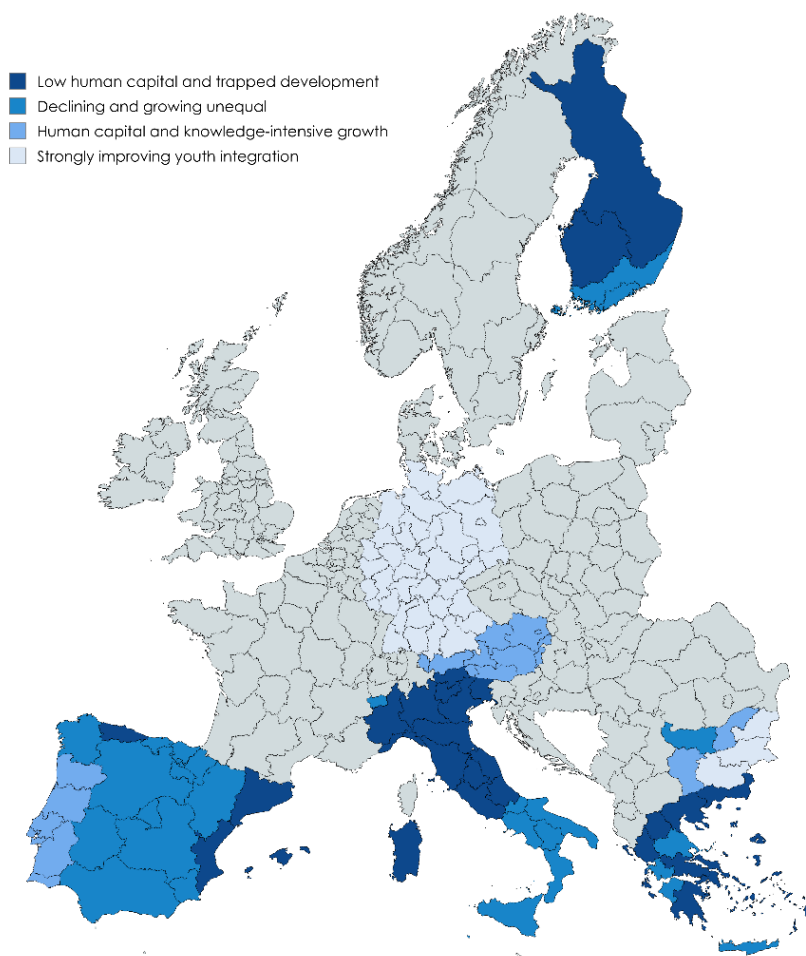 Low human capital and trapped development
Declining and growing unequal
Human capital and knowledge-intensive growth
Strongly improving youth integration